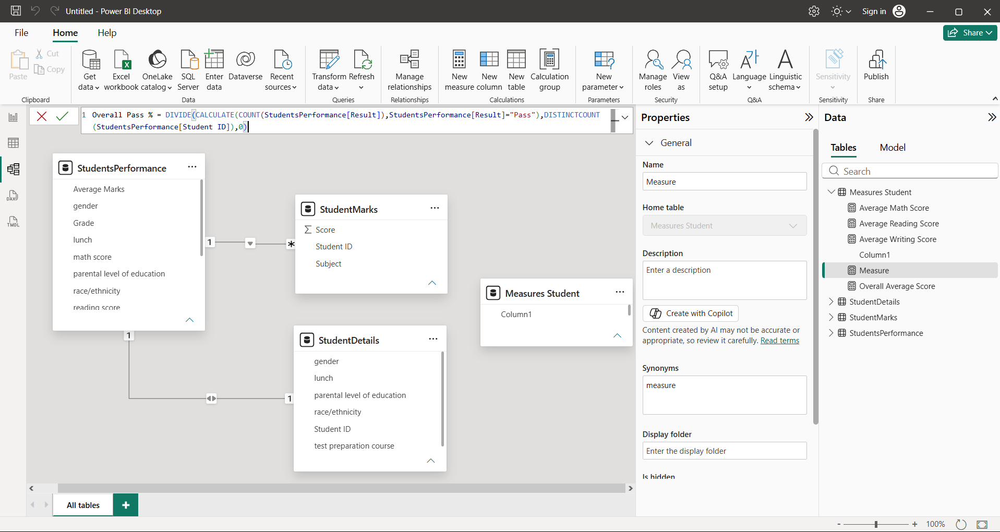 Untitled - Power BI Desktop
Sign in
File
Home
Help
Share
Paste
Cut
Copy
Clipboard
Get data
Excel workbook
OneLake catalog
SQL Server
Enter data
Dataverse
Recent sources
Data
Transform data
Refresh
Queries
Manage relationships
Relationships
New measure
New column
New table
Calculation group
Calculations
New parameter
Parameters
Manage roles
View as
Security
Q&A setup
Language
Linguistic schema
Q&A
Sensitivity
Sensitivity
Publish
Share
1 Overall Pass % = DIVIDE(CALCULATE(COUNT(StudentsPerformance[Result]),StudentsPerformance[Result]="Pass"),DISTINCTCOUNT
(StudentsPerformance[Student ID]),0)
DAX
TMDL
StudentsPerformance
Average Marks
gender
Grade
lunch
math score
parental level of education
race/ethnicity
reading score
1
*
1
1
StudentMarks
Score
Student ID
Subject
StudentDetails
gender
lunch
parental level of education
race/ethnicity
Student ID
test preparation course
Measures Student
Column1
All tables
Properties
General
Name
Measure
Home table
Measures Student
Description
Enter a description
Create with Copilot
Content created by AI may not be accurate or
appropriate, so review it carefully. Read terms
Synonyms
measure
Display folder
Enter the display folder
Is hidden
Data
Tables
Model
Search
Measures Student
Average Math Score
Average Reading Score
Average Writing Score
Column1
Measure
Overall Average Score
StudentDetails
StudentMarks
StudentsPerformance
- + 100%